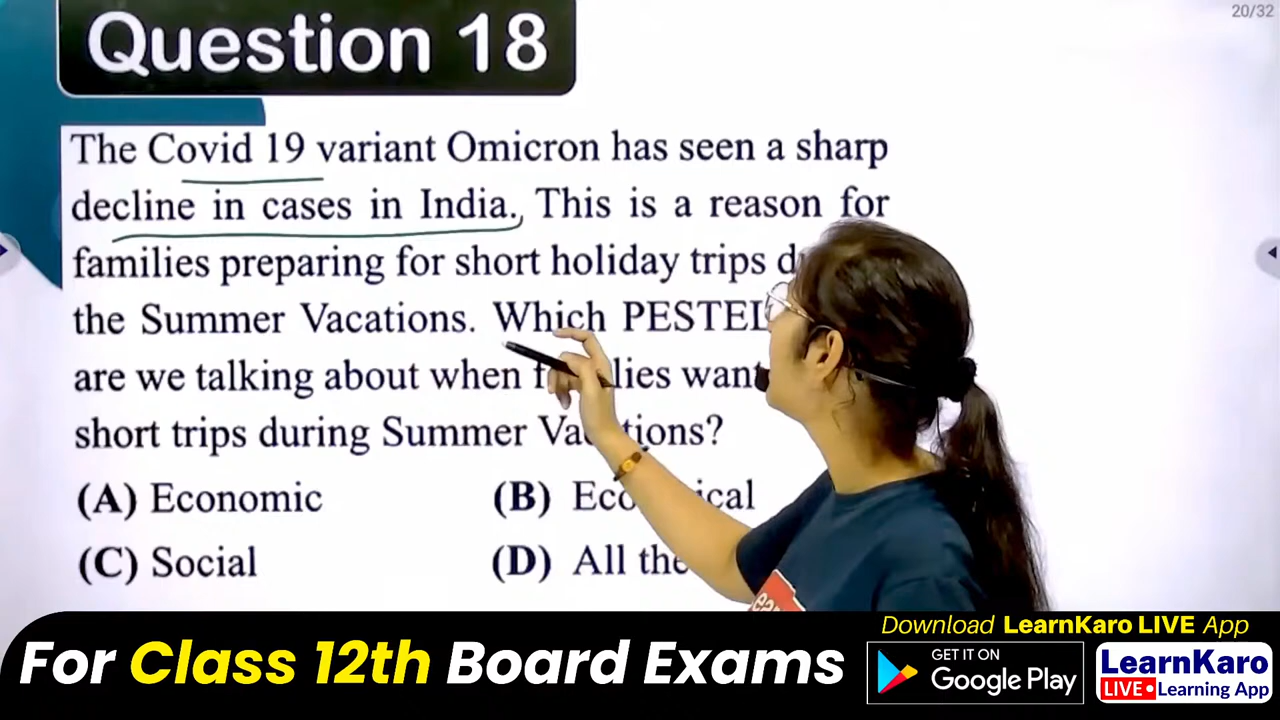 20/32
Question 18
The Covid 19 variant Omicron has seen a sharp
decline in cases in India. This is a reason for
families preparing for short holiday trips
the Summer Vacations. Which PESTEL
are we talking about when want
short trips during Summer Vacations?
(A) Economic (B)
(C) Social (D) All the
For Class 12th Board Exams
Download LearnKaro LIVE App
GET IT ON
Google Play
LearnKaro
LIVE Learning App